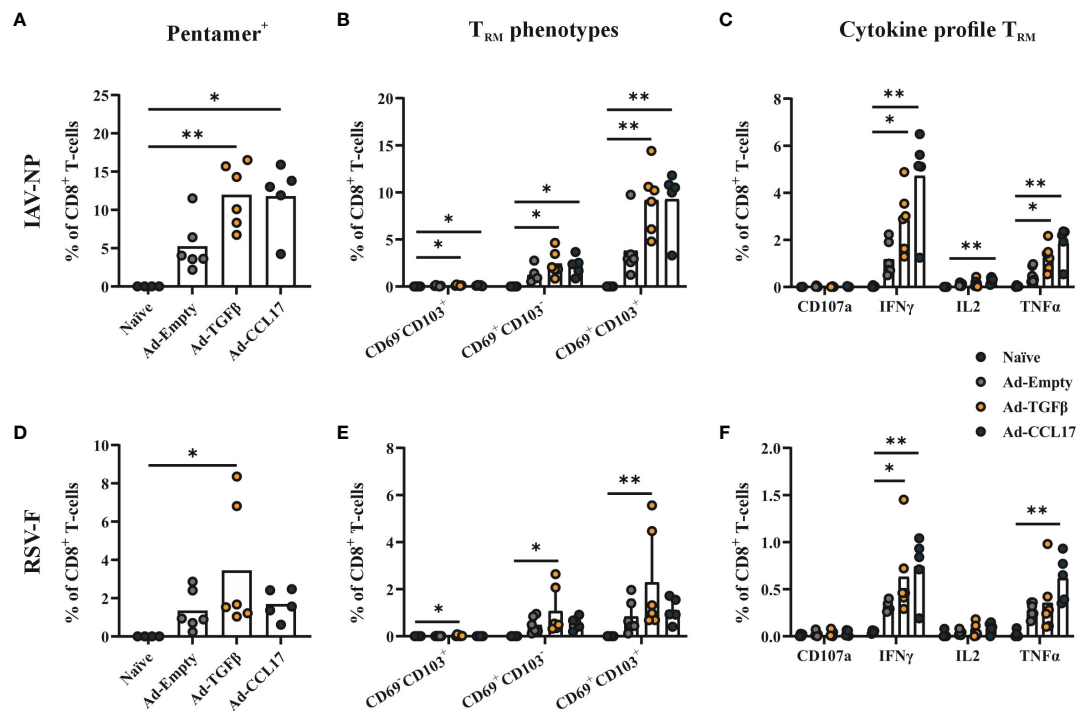 A
Pentamer⁺
B
T_RM phenotypes
C
Cytokine profile T_RM
IAV-NP
% of CD8⁺ T-cells
25
20
15
10
5
0
*
**
Naïve
Ad-Empty
Ad-TGFβ
Ad-CCL17
% of CD8⁺ T-cells
20
15
10
5
0
*
*
*
*
**
**
CD69⁻CD103⁺
CD69⁺CD103⁻
CD69⁺CD103⁺
% of CD8⁺ T-cells
8
6
4
2
0
**
*
**
**
*
CD107a
IFNγ
IL2
TNFα
Naïve
Ad-Empty
Ad-TGFβ
Ad-CCL17
D
E
F
RSV-F
% of CD8⁺ T-cells
10
8
6
4
2
0
*
Naïve
Ad-Empty
Ad-TGFβ
Ad-CCL17
% of CD8⁺ T-cells
8
6
4
2
0
*
*
**
CD69⁻CD103⁺
CD69⁺CD103⁻
CD69⁺CD103⁺
% of CD8⁺ T-cells
2.0
1.5
1.0
0.5
0.0
**
*
**
CD107a
IFNγ
IL2
TNFα